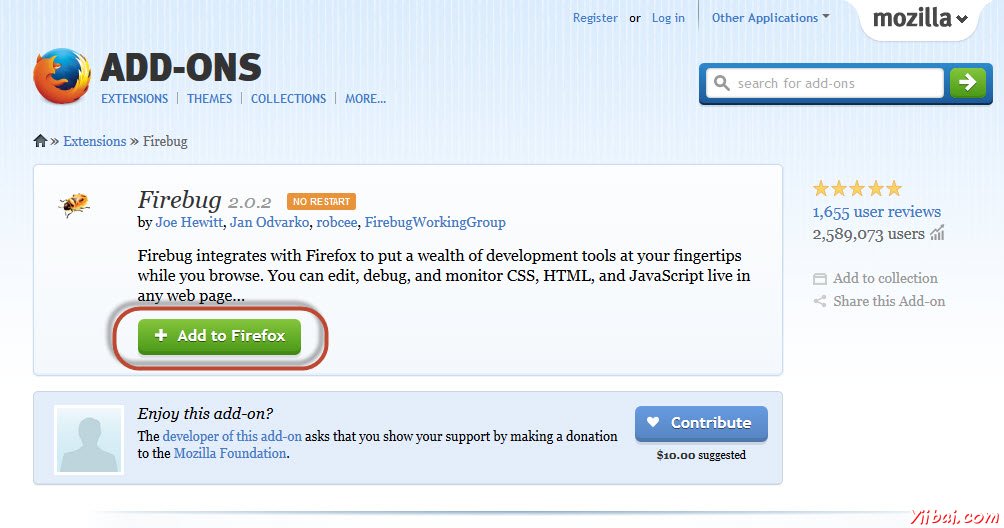 Register or Log in Other Applications mozilla
ADD-ONS
EXTENSIONS THEMES COLLECTIONS MORE...
search for add-ons
» Extensions » Firebug
Firebug 2.0.2 NO RESTART
by Joe Hewitt, Jan Odvarko, robcee, FirebugWorkingGroup
Firebug integrates with Firefox to put a wealth of development tools at your fingertips
while you browse. You can edit, debug, and monitor CSS, HTML, and JavaScript live in
any web page...
+ Add to Firefox
1,655 user reviews
2,589,073 users
Add to collection
Share this Add-on
Enjoy this add-on?
The developer of this add-on asks that you show your support by making a donation
to the Mozilla Foundation.
Contribute
$10.00 suggested
Yiibai.com